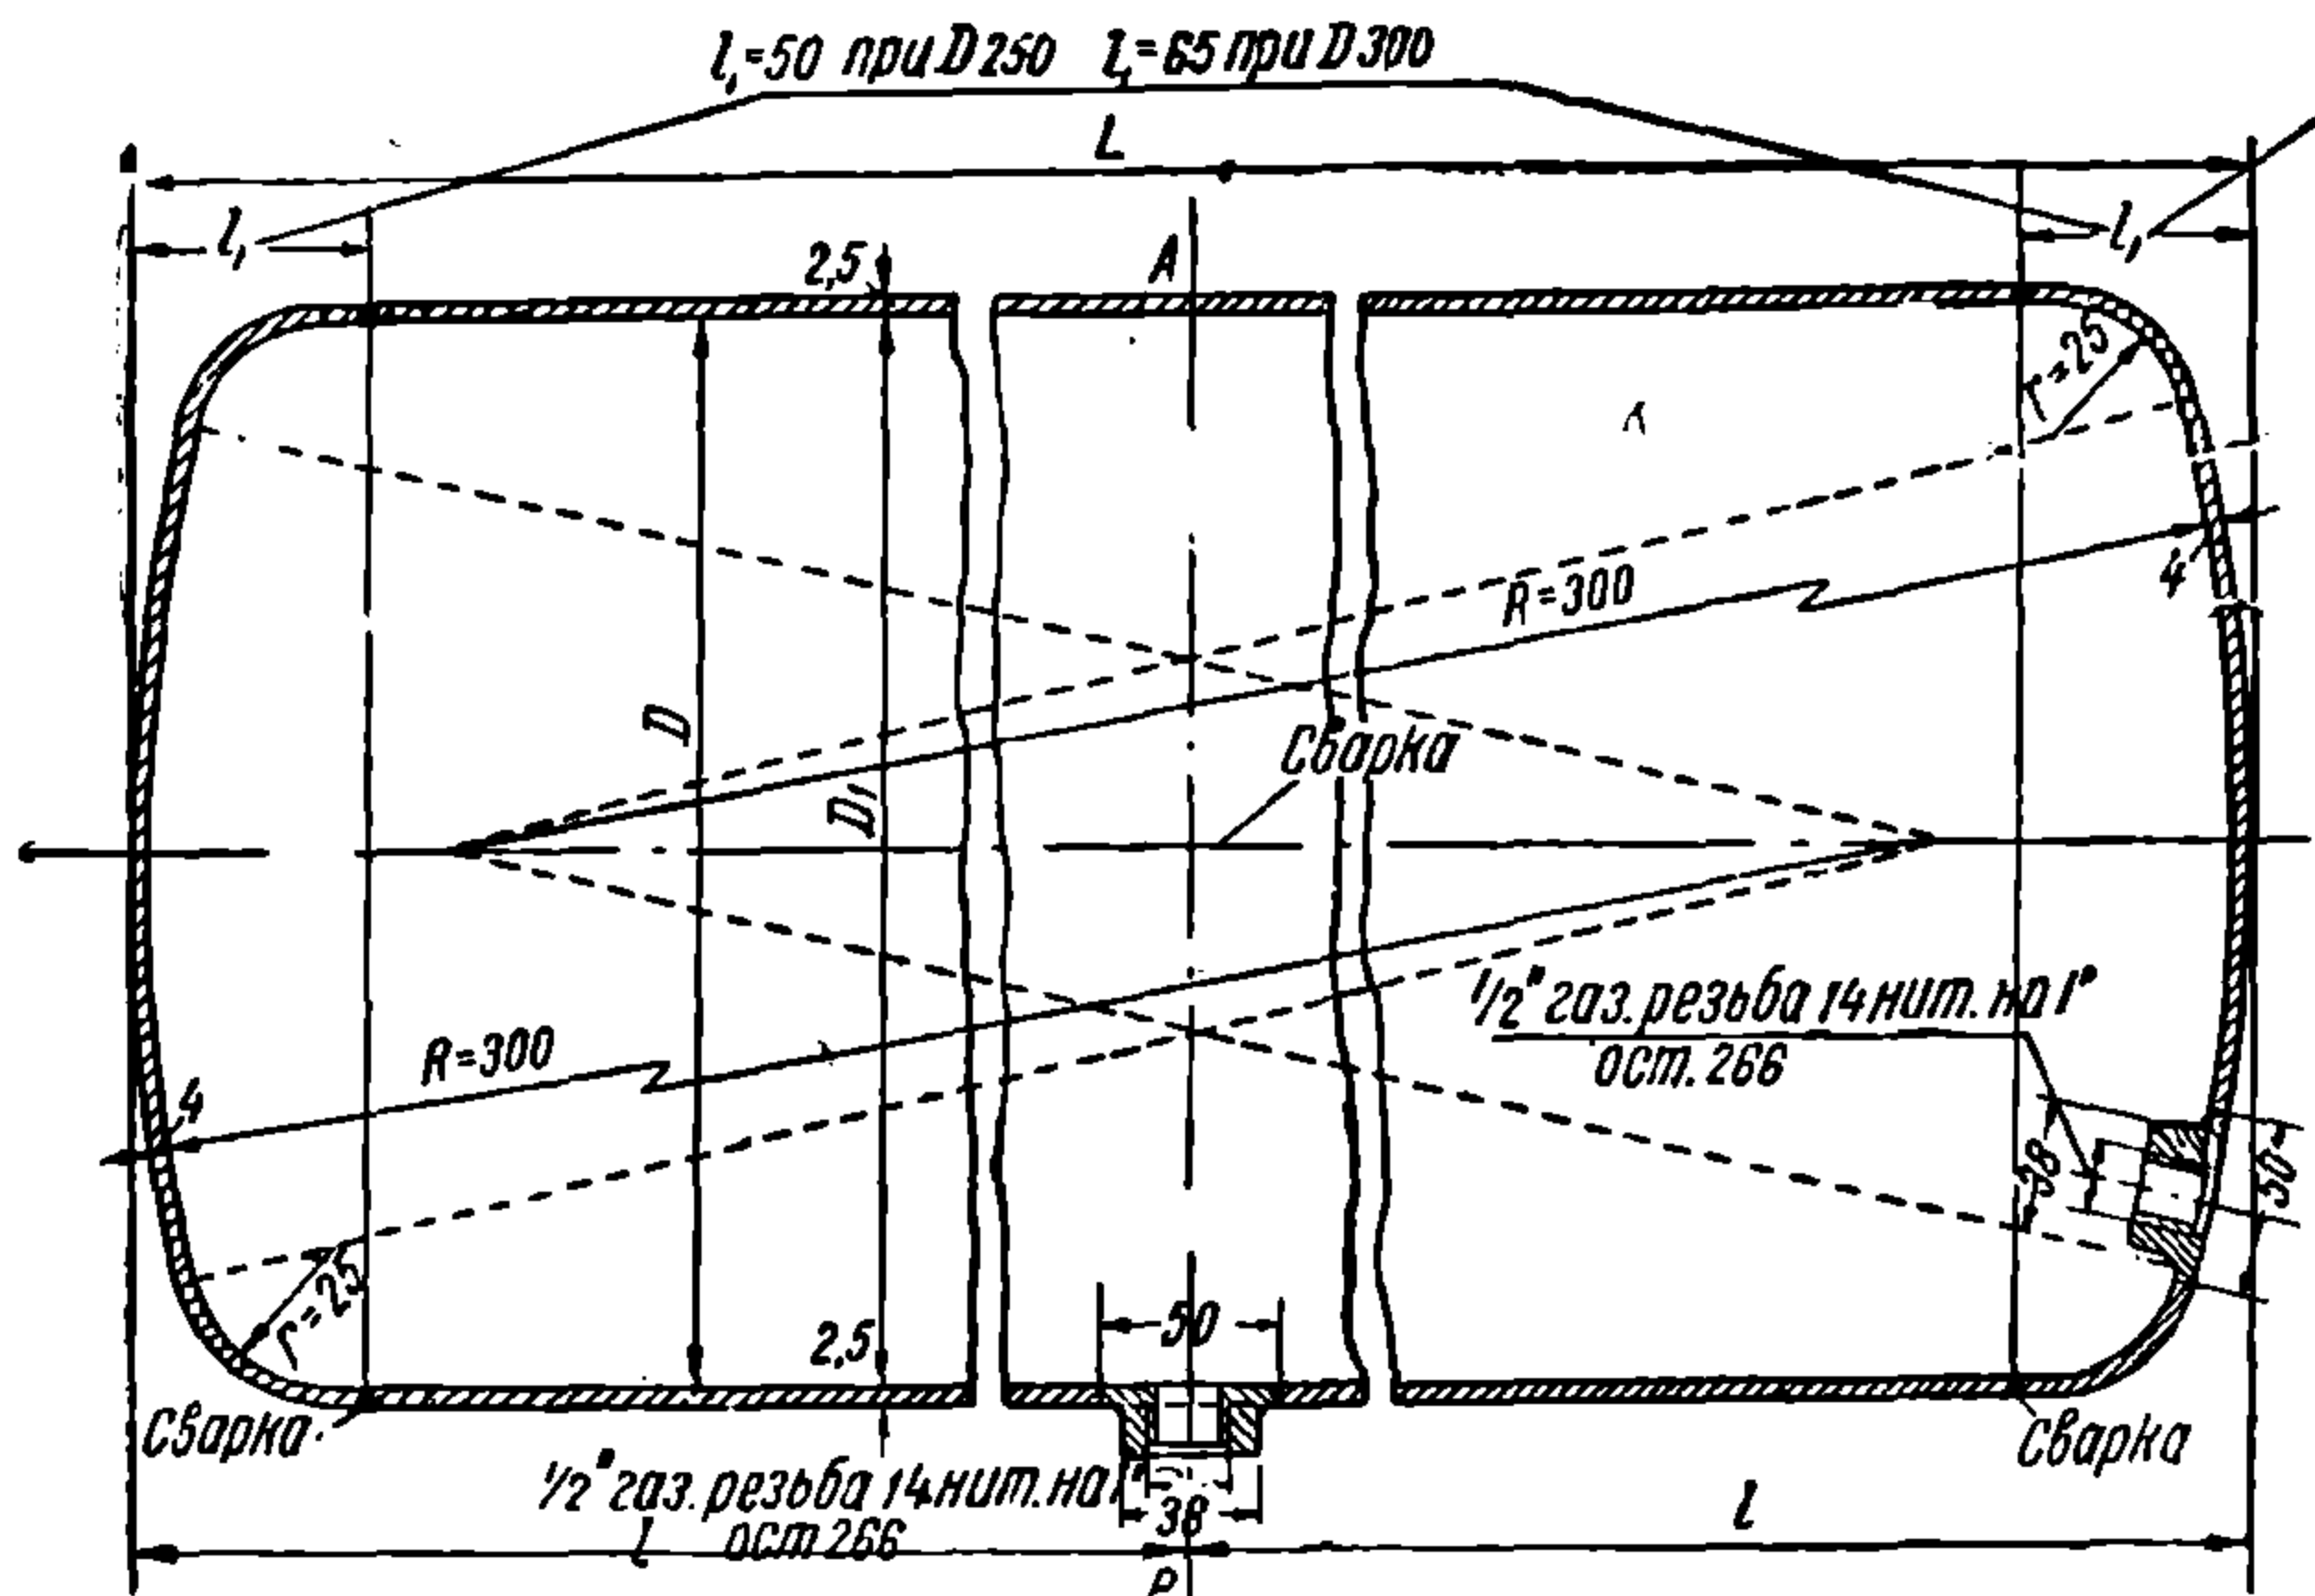 l₁=50 при D 250 l₁=65 при D 300
L
l₁
l₁
2,5
A
r=25
4
R=300
D
D₁
Сварка
1/2" газ. резьба 14 нит. на 1"
ост. 266
R=300
4
38
50
r=25
2,5
50
Сварка
Сварка
1/2" газ. резьба 14 нит. на 1"
ост 266
38
l
l